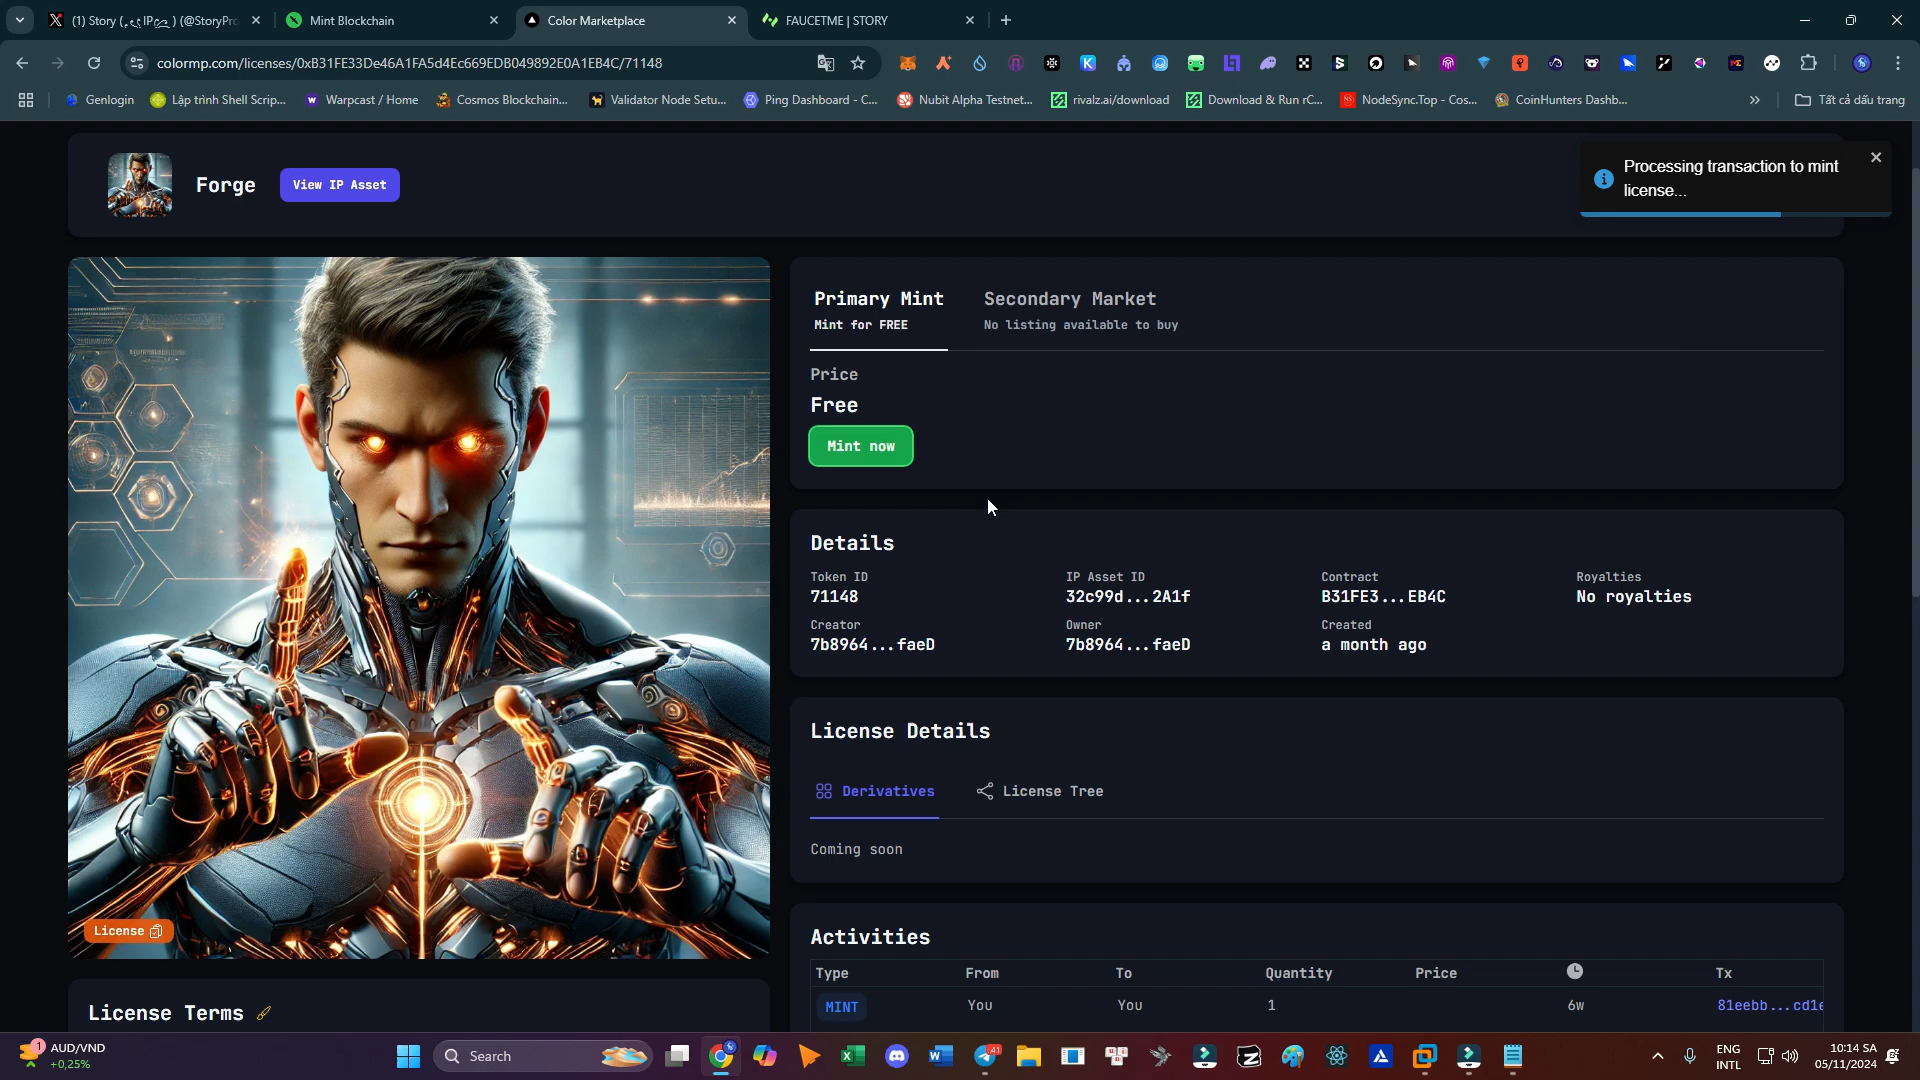 (1) Story
(@StoryPro
Mint Blockchain
Color Marketplace
FAUCETME | STORY
colormp.com/licenses/0xB31FE33De46A1FA5d4Ec669EDB049892E0A1EB4C/71148
Genlogin
Lập trình Shell Scrip...
Warpcast / Home
Cosmos Blockchain...
Validator Node Setu...
Ping Dashboard - C...
Nubit Alpha Testnet...
rivalz.ai/download
Download & Run rC...
NodeSync.Top - Cos...
CoinHunters Dashb...
Tất cả dấu trang
Forge
View IP Asset
Processing transaction to mint
license...
Primary Mint
Mint for FREE
Secondary Market
No listing available to buy
Price
Free
Mint now
Details
Token ID
71148
IP Asset ID
32c99d...2A1f
Contract
B31FE3...EB4C
Royalties
No royalties
Creator
7b8964...faeD
Owner
7b8964...faeD
Created
a month ago
License Details
Derivatives
License Tree
Coming soon
License
Activities
Type From To Quantity Price Tx
MINT You You 1 6w 81eebb...cd1e
License Terms
1
AUD/VND
+0,25%
Search
41
ENG
INTL
10:14 SA
05/11/2024